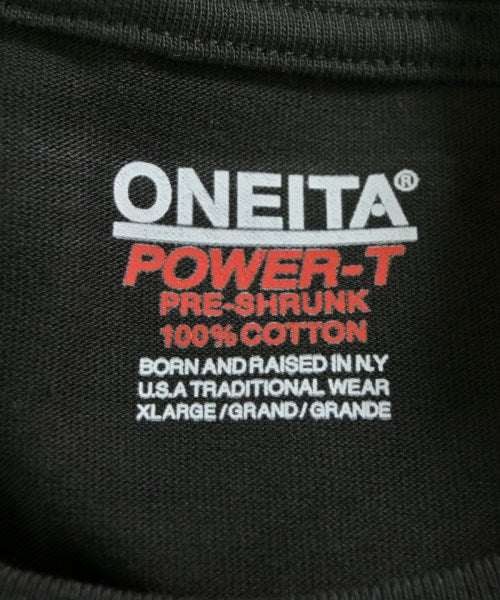 ONEITA®
POWER-T
PRE-SHRUNK
100% COTTON
BORN AND RAISED IN N.Y
U.S.A TRADITIONAL WEAR
XLARGE / GRAND / GRANDE